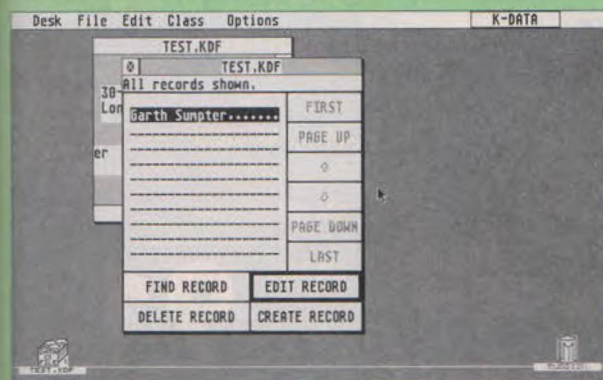 Desk File Edit Class Options K-DATA
TEST.KDF
TEST.KDF
All records shown.
30-
Lon
er
Garth Sumpter.......
FIRST
PAGE UP
PAGE DOWN
LAST
FIND RECORD EDIT RECORD
DELETE RECORD CREATE RECORD
TEST.KDF